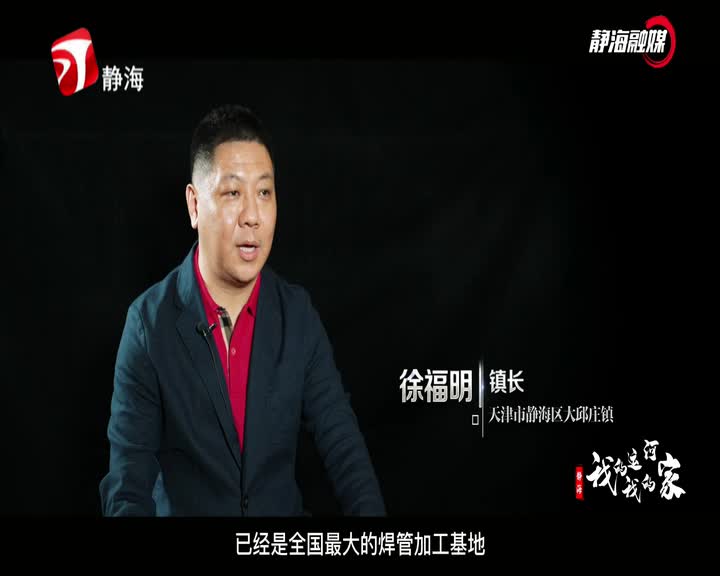 静海
静海融媒
徐福明
镇长
天津市静海区大邱庄镇
静海
我的运河
我的家
已经是全国最大的焊管加工基地